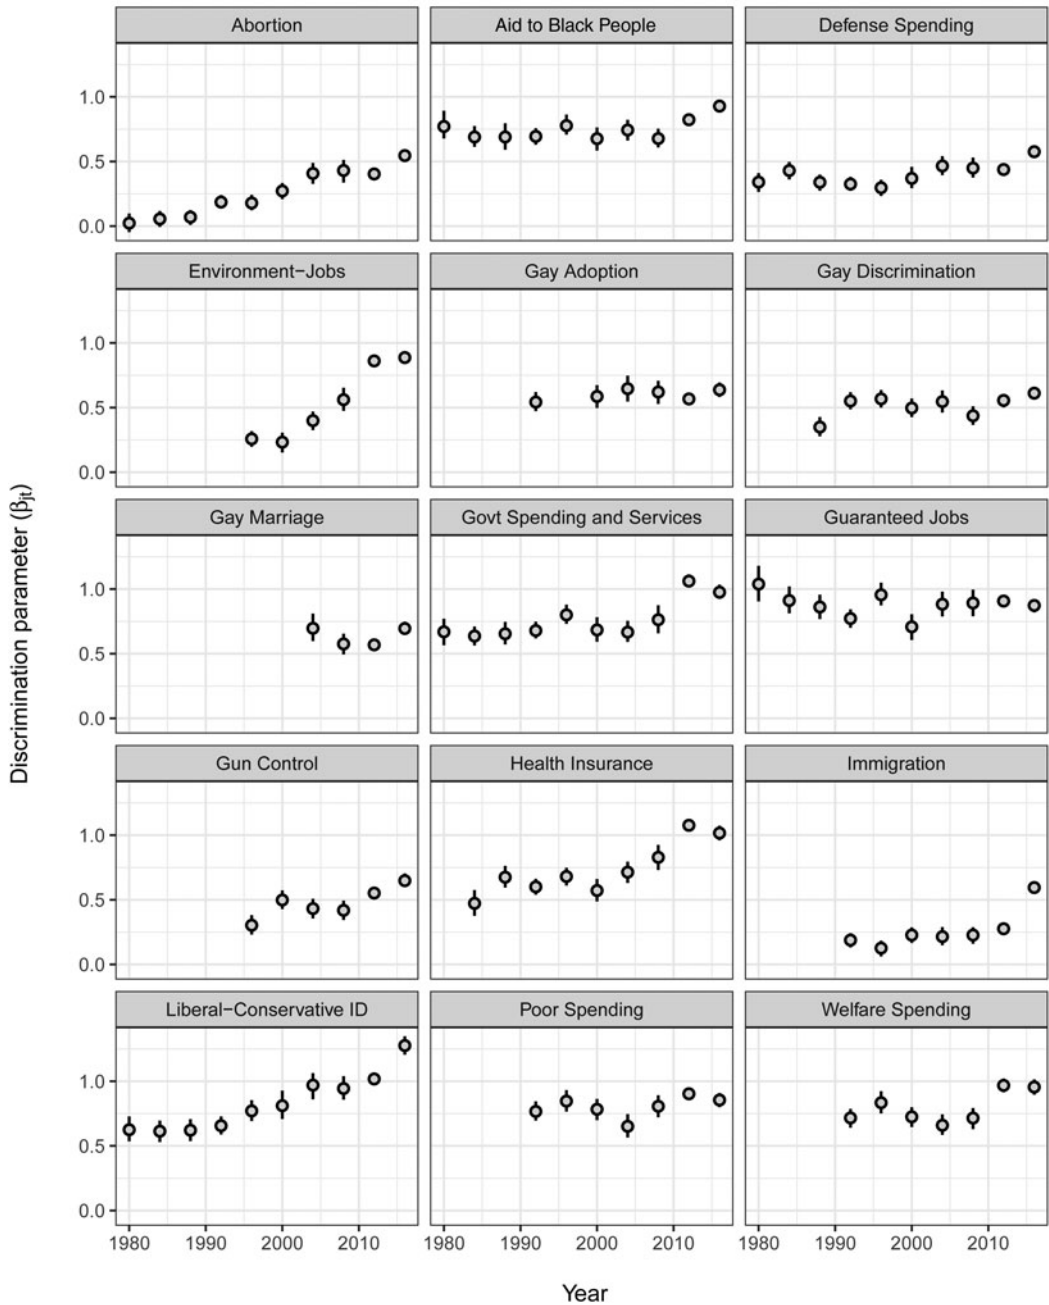 Abortion
Aid to Black People
Defense Spending
1.0
0.5
0.0
Environment−Jobs
Gay Adoption
Gay Discrimination
1.0
0.5
0.0
Gay Marriage
Govt Spending and Services
Guaranteed Jobs
1.0
0.5
0.0
Gun Control
Health Insurance
Immigration
1.0
0.5
0.0
Liberal−Conservative ID
Poor Spending
Welfare Spending
1.0
0.5
0.0
1980 1990 2000 2010
1980 1990 2000 2010
1980 1990 2000 2010
Discrimination parameter (βjt)
Year